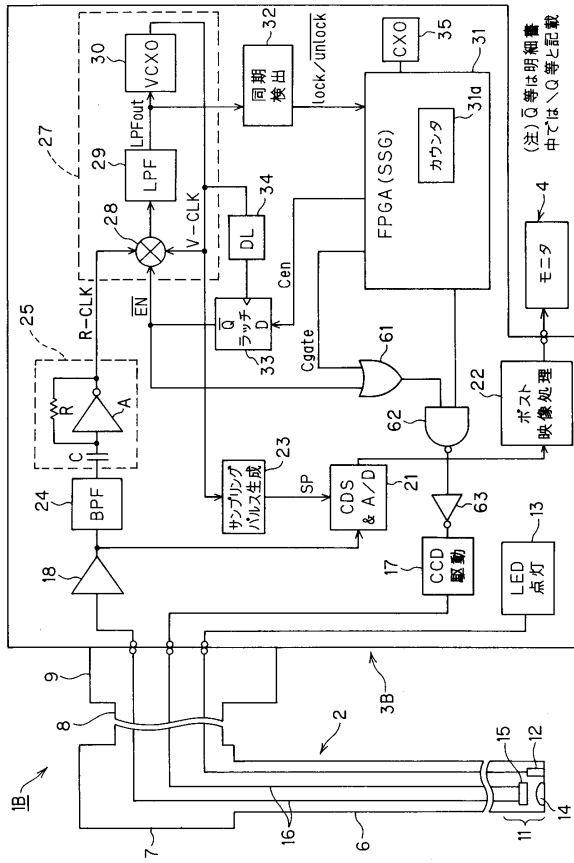 1B
7
8
9
2
3B
6
16
15
12
14
11
18
24
BPF
25
C
R
A
R-CLK
27
28
29
LPF
LPFout
30
VCXO
V-CLK
E̅N̅
34
DL
33
Q̅
ラッチ
D
Cen
32
同期
検出
lock/u̅n̅l̅o̅c̅k̅
35
CXO
31
FPGA(SSG)
31a
カウンタ
Cgate
61
62
63
23
サンプリング
パルス生成
SP
21
CDS
& A/D
17
CCD
駆動
13
LED
点灯
22
ポスト
映像処理
4
モニタ
(注) Q̅等は明細書
中では\Q等と記載